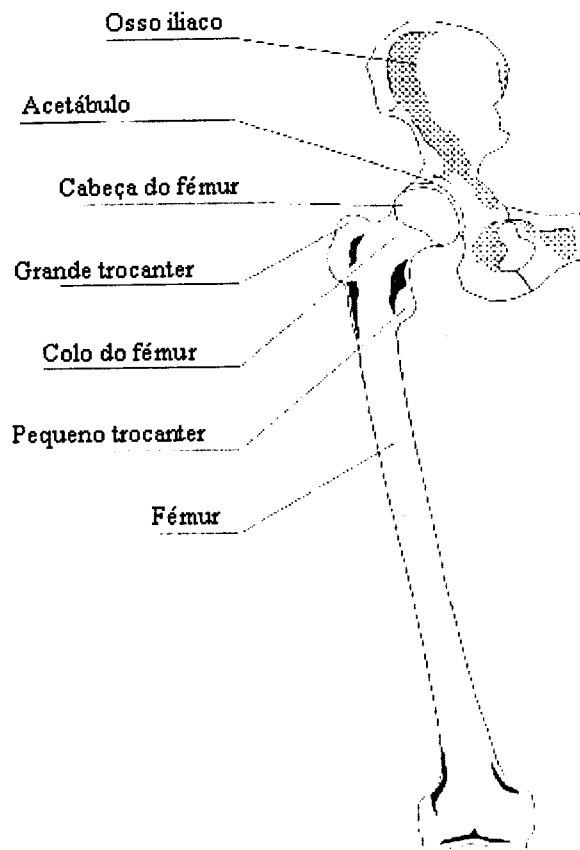 Osso iliaco
Acetábulo
Cabeça do fémur
Grande trocanter
Colo do fémur
Pequeno trocanter
Fémur